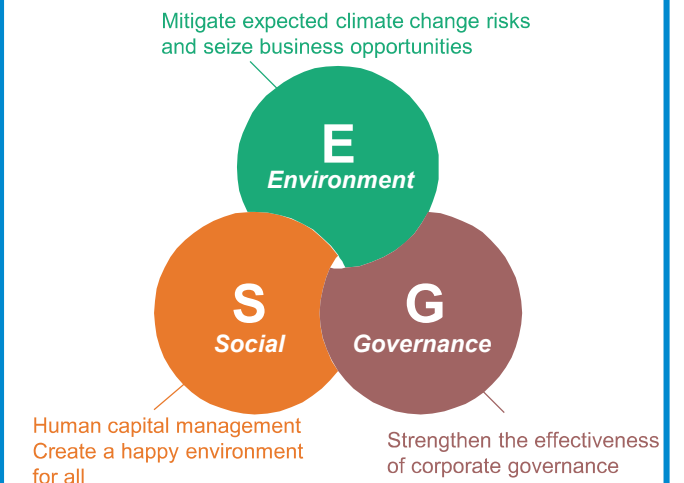 Mitigate expected climate change risks
and seize business opportunities
E
Environment
S
Social
G
Governance
Human capital management
Create a happy environment
for all
Strengthen the effectiveness
of corporate governance